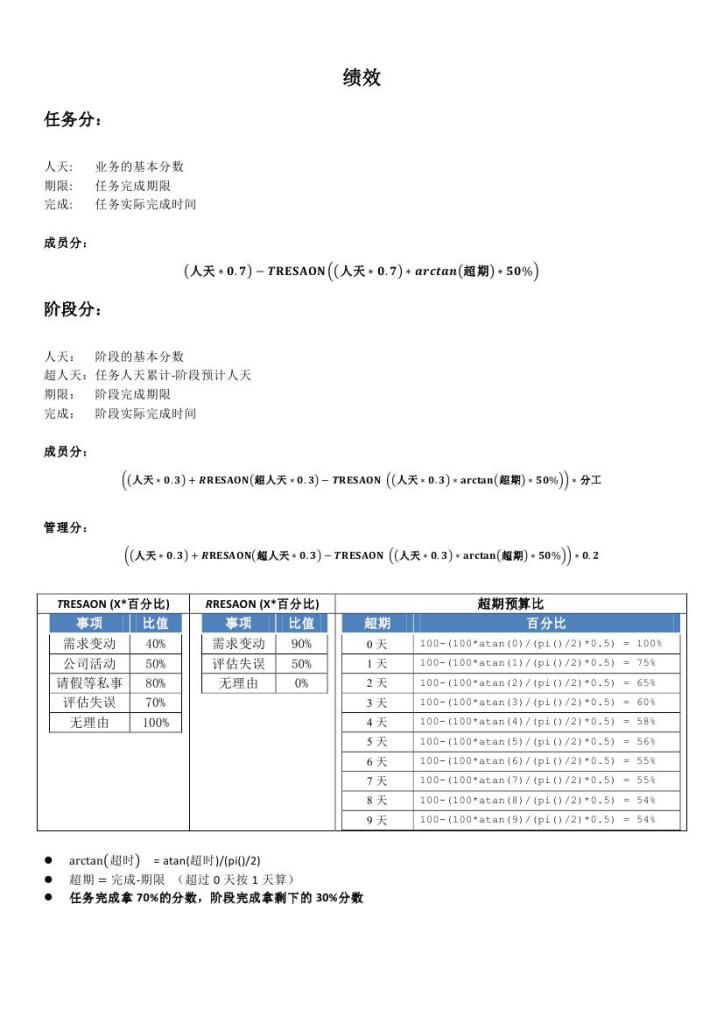 绩效
任务分：
人天: 业务的基本分数
期限: 任务完成期限
完成: 任务实际完成时间
成员分：
(人天 * 0.7) − TRESAON((人天 * 0.7) * arctan(超期) * 50%)
阶段分：
人天： 阶段的基本分数
超人天：任务人天累计-阶段预计人天
期限： 阶段完成期限
完成： 阶段实际完成时间
成员分：
((人天 * 0.3) + RRESAON(超人天 * 0.3) − TRESAON ((人天 * 0.3) * arctan(超期) * 50%)) * 分工
管理分：
((人天 * 0.3) + RRESAON(超人天 * 0.3) − TRESAON ((人天 * 0.3) * arctan(超期) * 50%)) * 0.2
TRESAON (X*百分比)
事项 比值
需求变动 40%
公司活动 50%
请假等私事 80%
评估失误 70%
无理由 100%
RRESAON (X*百分比)
事项 比值
需求变动 90%
评估失误 50%
无理由 0%
超期预算比
超期 百分比
0 天 100-(100*atan(0)/(pi()/2)*0.5) = 100%
1 天 100-(100*atan(1)/(pi()/2)*0.5) = 75%
2 天 100-(100*atan(2)/(pi()/2)*0.5) = 65%
3 天 100-(100*atan(3)/(pi()/2)*0.5) = 60%
4 天 100-(100*atan(4)/(pi()/2)*0.5) = 58%
5 天 100-(100*atan(5)/(pi()/2)*0.5) = 56%
6 天 100-(100*atan(6)/(pi()/2)*0.5) = 55%
7 天 100-(100*atan(7)/(pi()/2)*0.5) = 55%
8 天 100-(100*atan(8)/(pi()/2)*0.5) = 54%
9 天 100-(100*atan(9)/(pi()/2)*0.5) = 54%
● arctan(超时) = atan(超时)/(pi()/2)
● 超期 = 完成-期限 （超过 0 天按 1 天算）
● 任务完成拿 70%的分数，阶段完成拿剩下的 30%分数